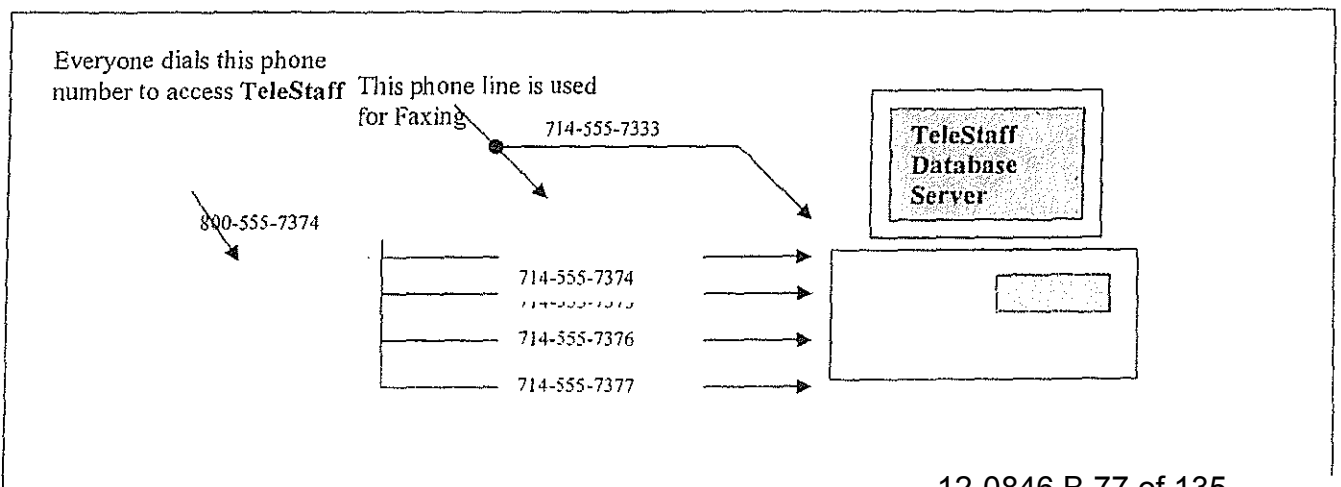 Everyone dials this phone
number to access TeleStaff
This phone line is used
for Faxing
714-555-7333
TeleStaff
Database
Server
800-555-7374
714-555-7374
714-555-7376
714-555-7377
12-0846 B 77 of 135